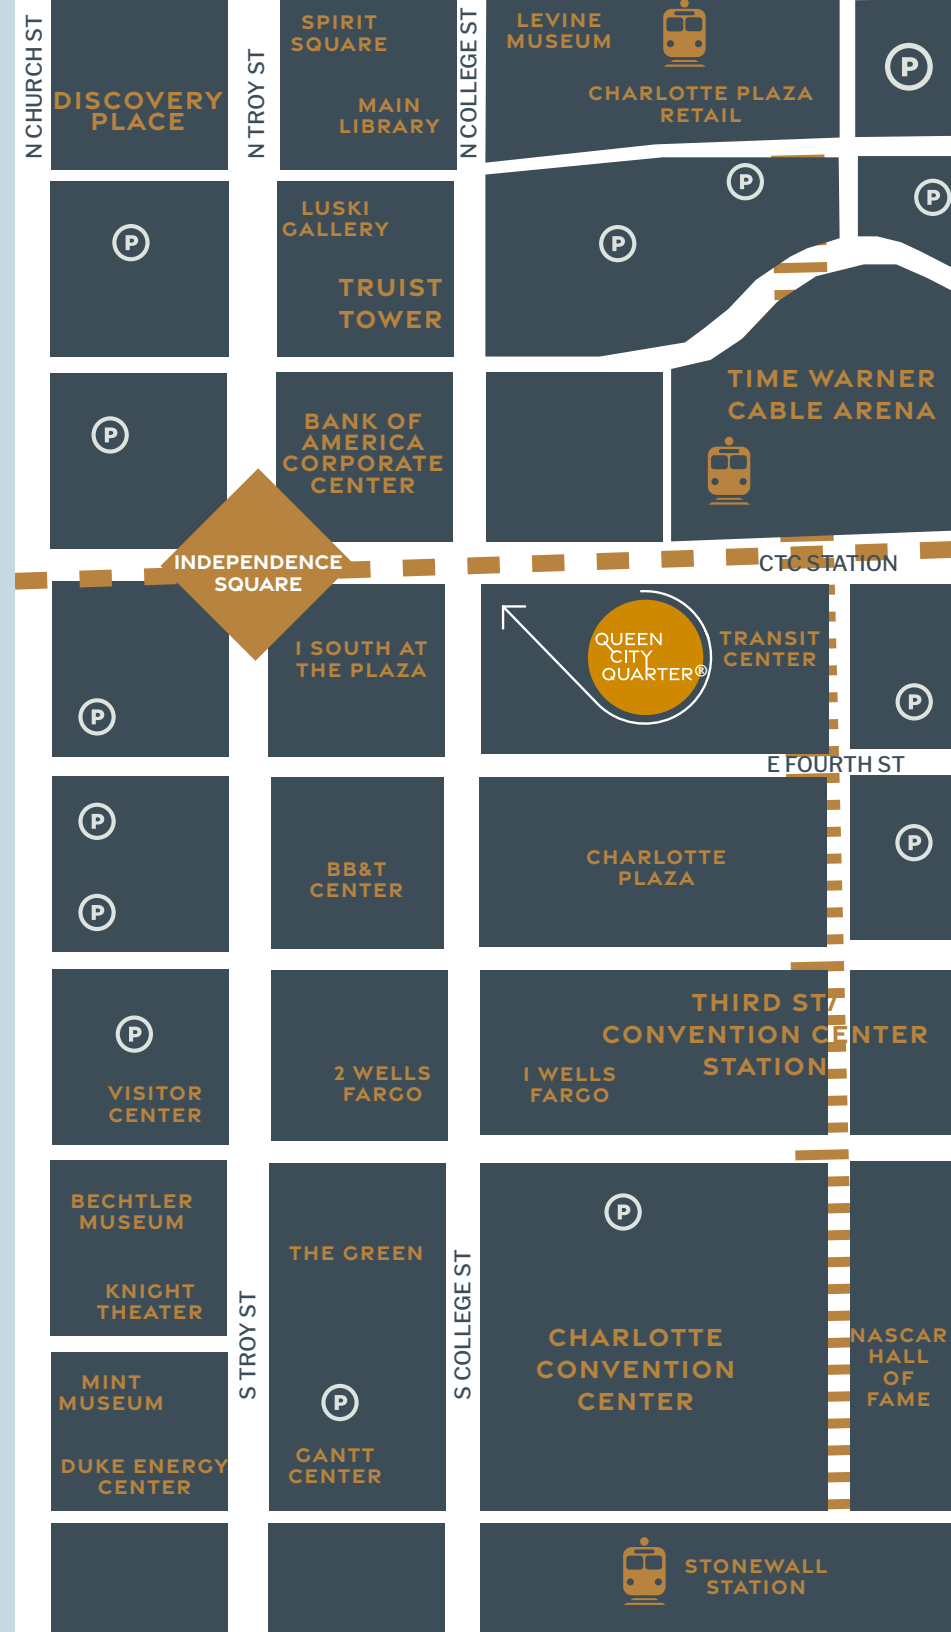 N CHURCH ST
N TROY ST
N COLLEGE ST
SPIRIT
SQUARE
LEVINE
MUSEUM
DISCOVERY
PLACE
MAIN
LIBRARY
CHARLOTTE PLAZA
RETAIL
P
P
P
P
P
LUSKI
GALLERY
TRUIST
TOWER
TIME WARNER
CABLE ARENA
P
BANK OF
AMERICA
CORPORATE
CENTER
INDEPENDENCE
SQUARE
CTC STATION
1 SOUTH AT
THE PLAZA
QUEEN
CITY
QUARTER®
TRANSIT
CENTER
P
P
E FOURTH ST
P
P
P
BB&T
CENTER
CHARLOTTE
PLAZA
THIRD ST/
CONVENTION CENTER
STATION
P
VISITOR
CENTER
2 WELLS
FARGO
1 WELLS
FARGO
BECHTLER
MUSEUM
KNIGHT
THEATER
THE GREEN
P
S TROY ST
S COLLEGE ST
CHARLOTTE
CONVENTION
CENTER
NASCAR
HALL
OF
FAME
MINT
MUSEUM
DUKE ENERGY
CENTER
P
GANTT
CENTER
STONEWALL
STATION